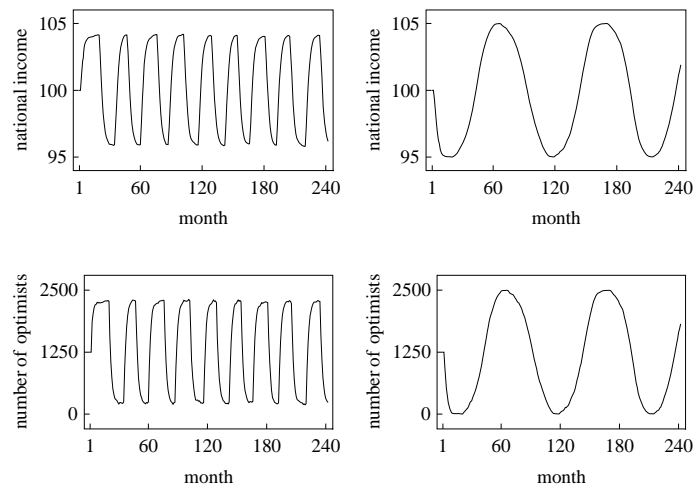 national income
105
100
95
1 60 120 180 240
month
national income
105
100
95
1 60 120 180 240
month
number of optimists
2500
1250
0
1 60 120 180 240
month
number of optimists
2500
1250
0
1 60 120 180 240
month